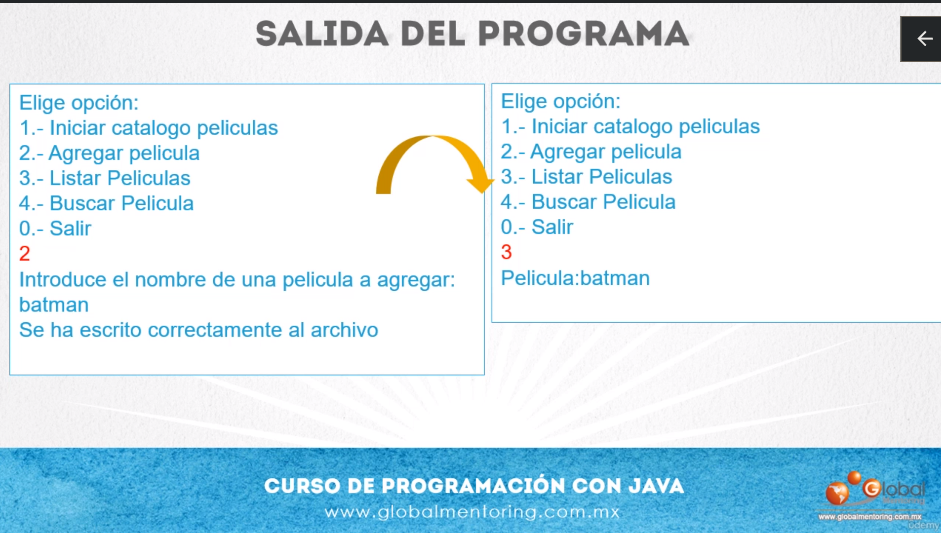 SALIDA DEL PROGRAMA
Elige opción:
1.- Iniciar catalogo peliculas
2.- Agregar pelicula
3.- Listar Peliculas
4.- Buscar Pelicula
0.- Salir
2
Introduce el nombre de una pelicula a agregar:
batman
Se ha escrito correctamente al archivo
Elige opción:
1.- Iniciar catalogo peliculas
2.- Agregar pelicula
3.- Listar Peliculas
4.- Buscar Pelicula
0.- Salir
3
Pelicula:batman
CURSO DE PROGRAMACIÓN CON JAVA
www.globalmentoring.com.mx
Global
Mentoring
www.globalmentoring.com.mx
udemy